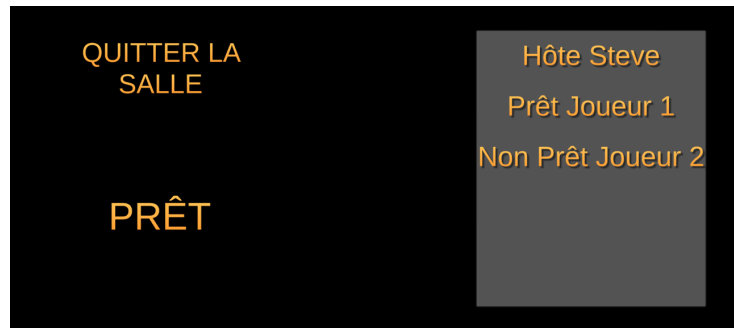 QUITTER LA
SALLE
PRÊT
Hôte Steve
Prêt Joueur 1
Non Prêt Joueur 2